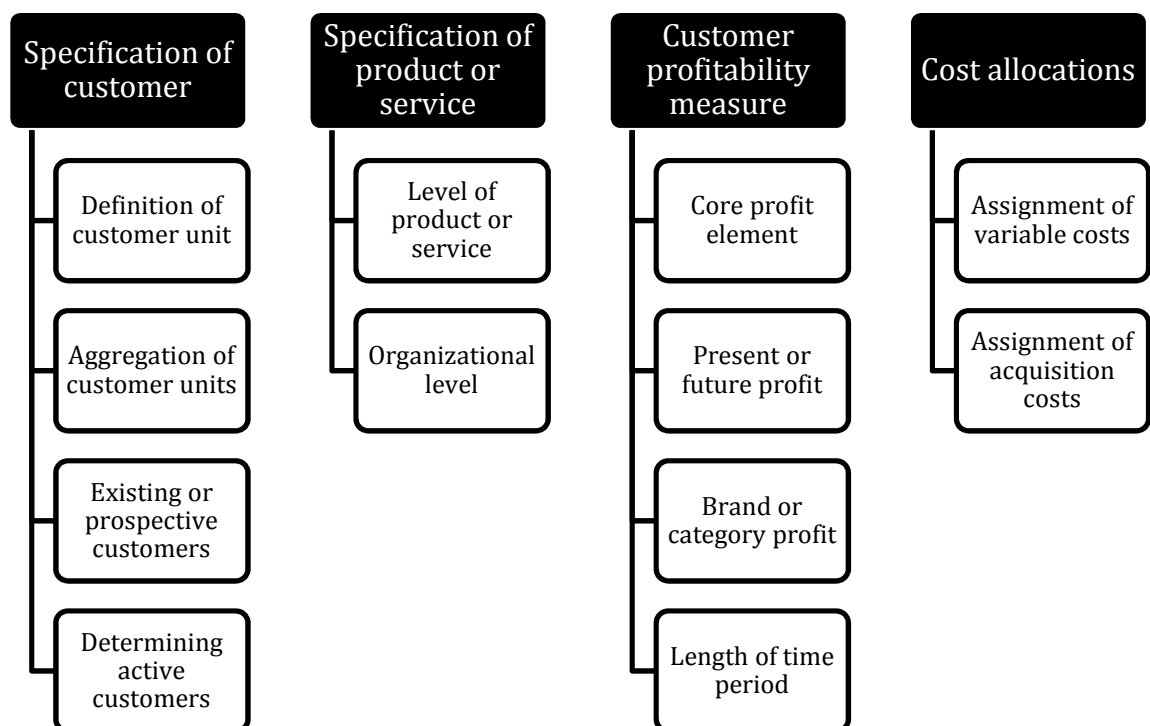 Specification of
customer
Definition of
customer unit
Aggregation of
customer units
Existing or
prospective
customers
Determining
active
customers
Specification of
product or
service
Level of
product or
service
Organizational
level
Customer
profitability
measure
Core profit
element
Present or
future profit
Brand or
category profit
Length of time
period
Cost allocations
Assignment of
variable costs
Assignment of
acquisition
costs